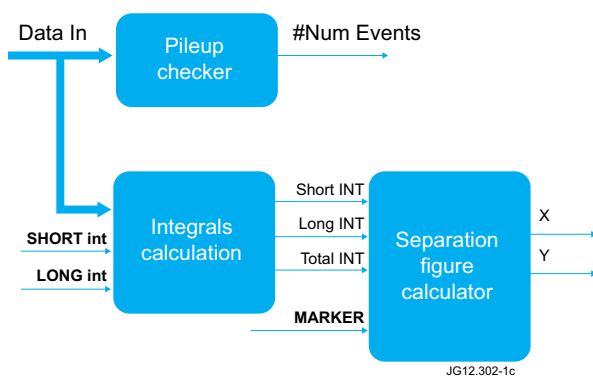 Data In
Pileup
checker
#Num Events
Integrals
calculation
SHORT int
LONG int
Short INT
Long INT
Total INT
MARKER
Separation
figure
calculator
X
Y
JG12.302-1c